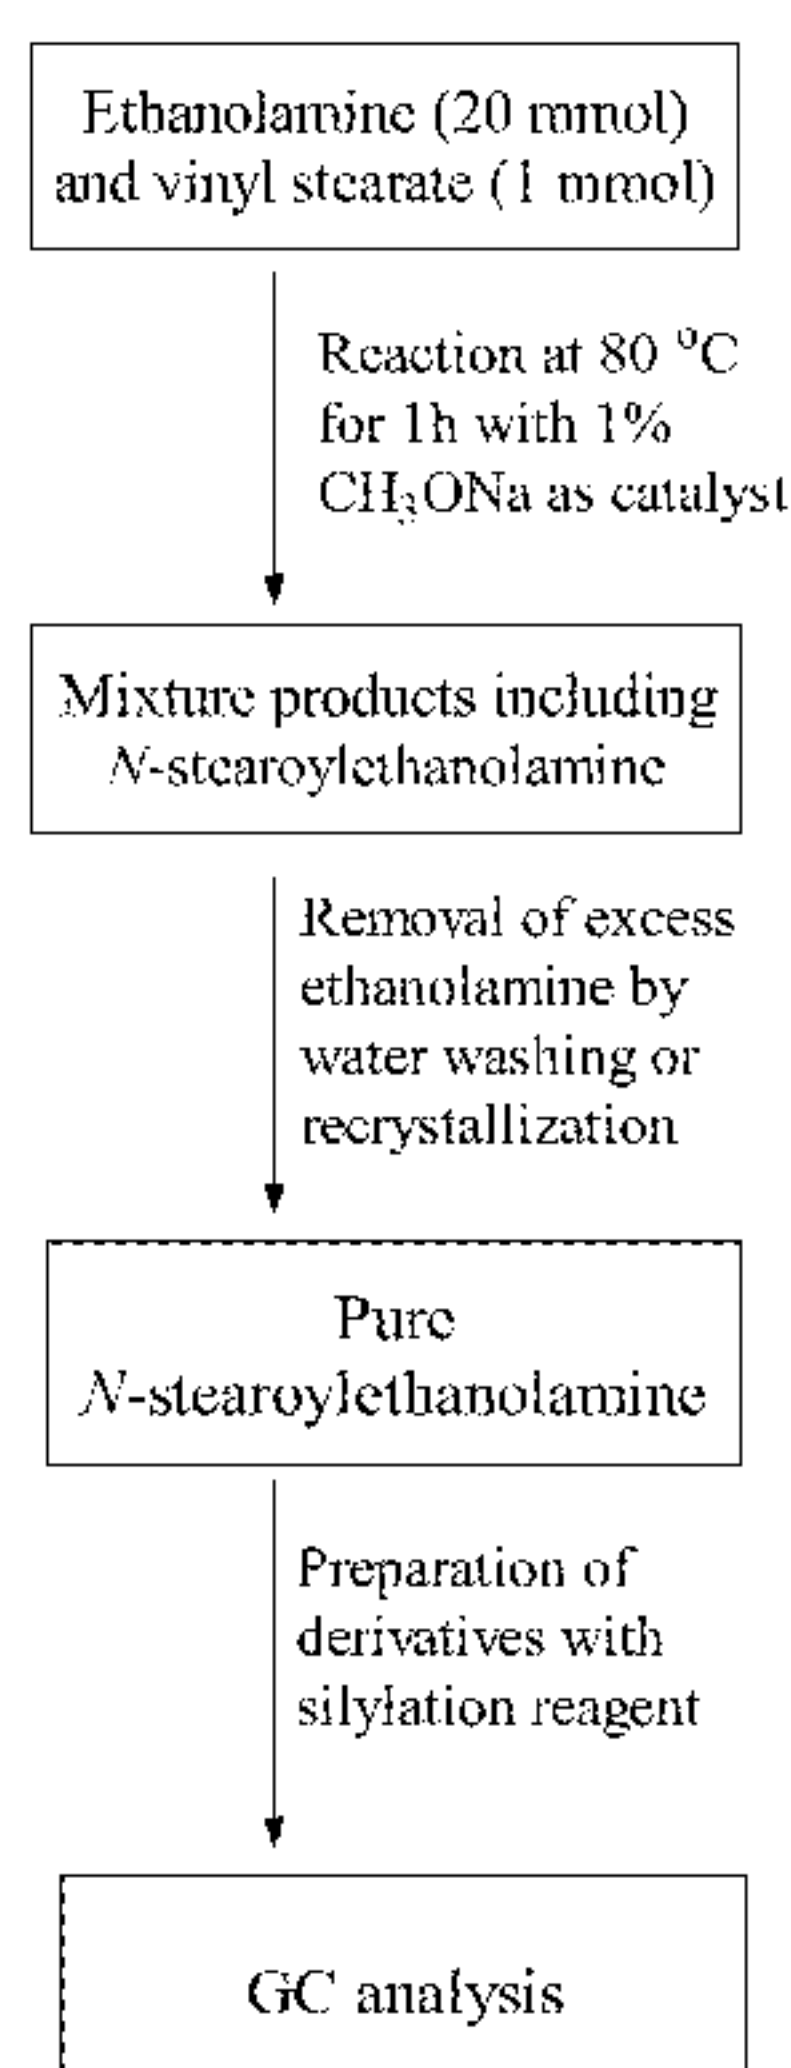 Ethanolamine (20 mmol)
and vinyl stearate (1 mmol)
Reaction at 80 °C
for 1h with 1%
CH₃ONa as catalyst
Mixture products including
N-stearoylethanolamine
Removal of excess
ethanolamine by
water washing or
recrystallization
Pure
N-stearoylethanolamine
Preparation of
derivatives with
silylation reagent
GC analysis